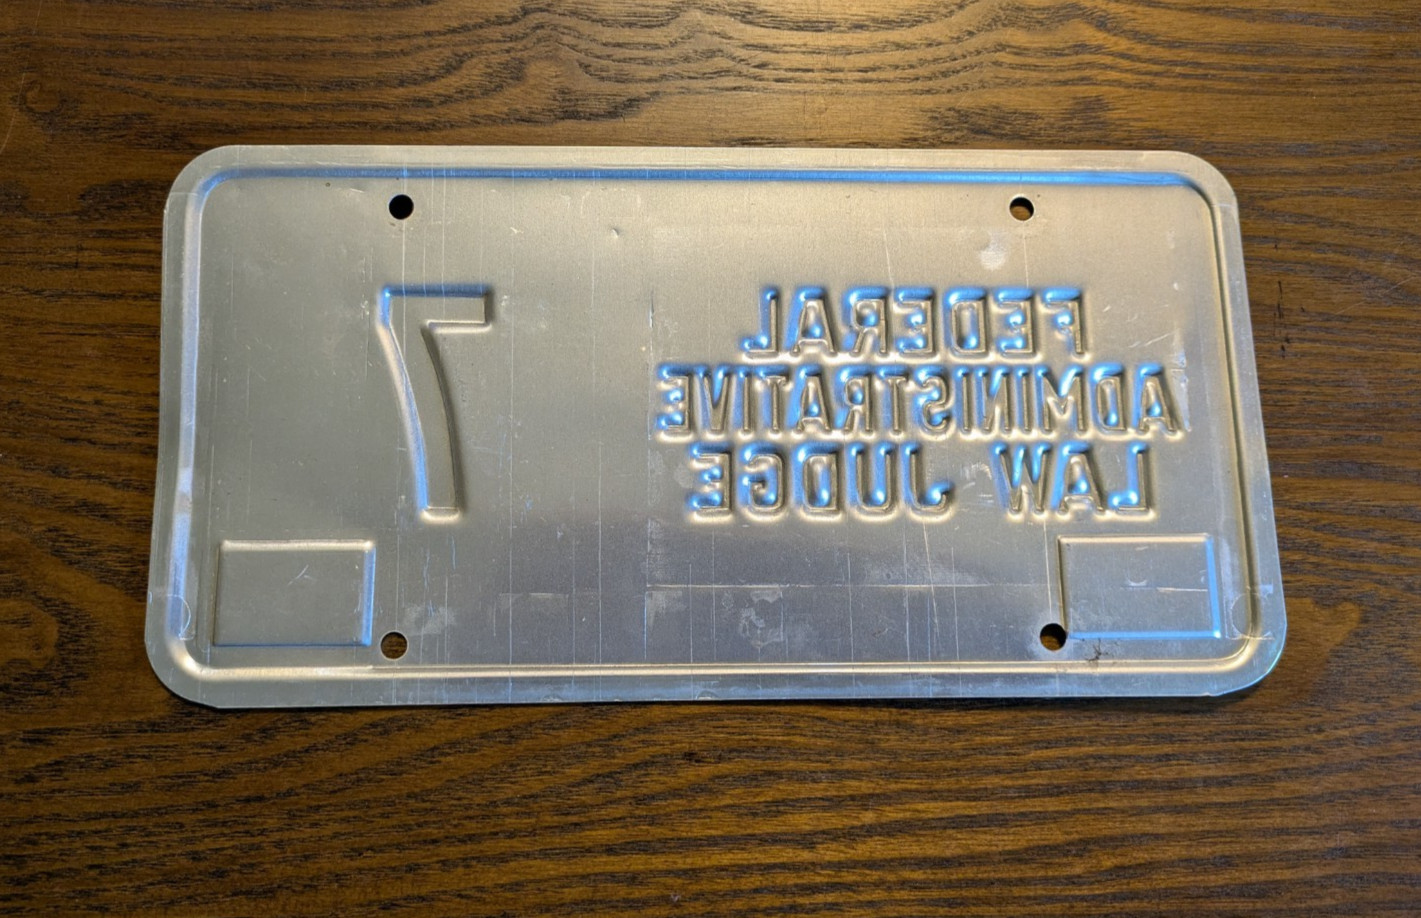 FEDERAL
ADMINISTRATIVE
LAW JUDGE
7